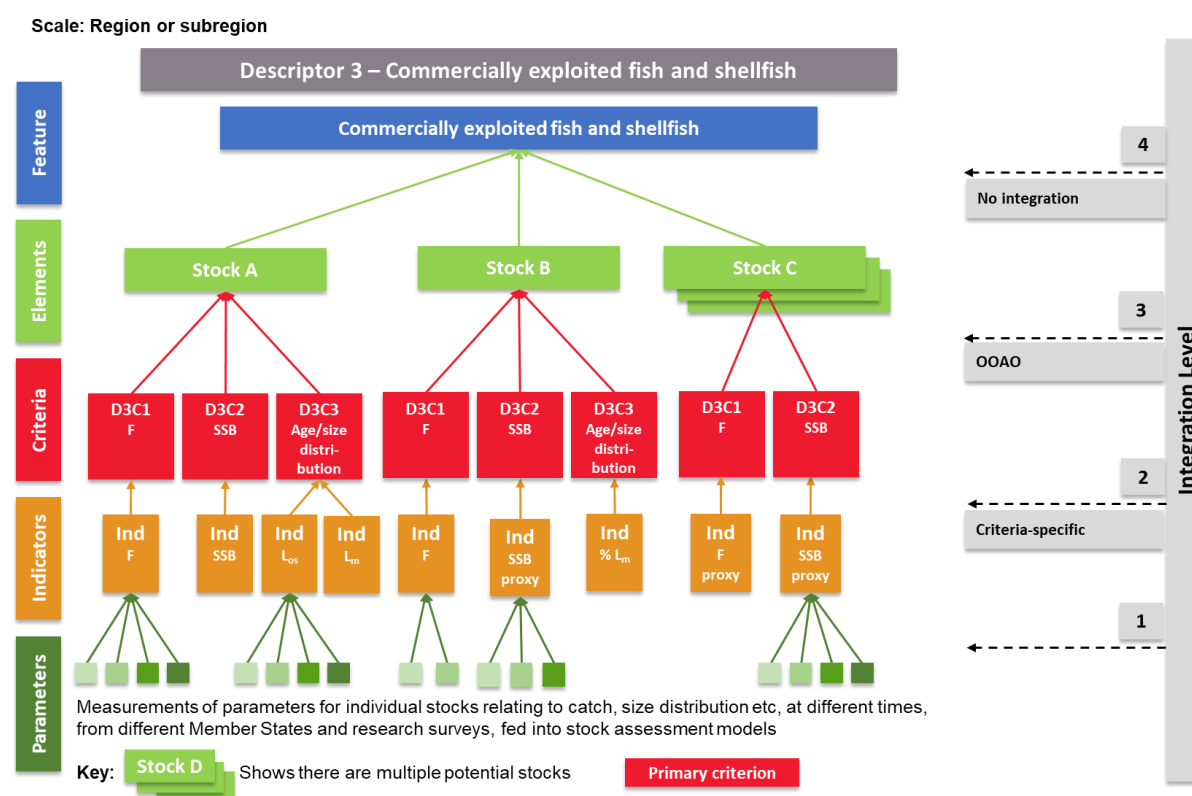 Scale: Region or subregion
Descriptor 3 – Commercially exploited fish and shellfish
Feature
Commercially exploited fish and shellfish
4
No integration
Elements
Stock A
Stock B
Stock C
3
OOAO
Integration Level
Criteria
D3C1
F
D3C2
SSB
D3C3
Age/size
distri-
bution
D3C1
F
D3C2
SSB
D3C3
Age/size
distri-
bution
D3C1
F
D3C2
SSB
2
Criteria-specific
Indicators
Ind
F
Ind
SSB
Ind
Los
Ind
Lm
Ind
F
Ind
SSB
proxy
Ind
% Lm
Ind
F
proxy
Ind
SSB
proxy
1
Parameters
Measurements of parameters for individual stocks relating to catch, size distribution etc, at different times,
from different Member States and research surveys, fed into stock assessment models
Key:
Stock D
Shows there are multiple potential stocks
Primary criterion